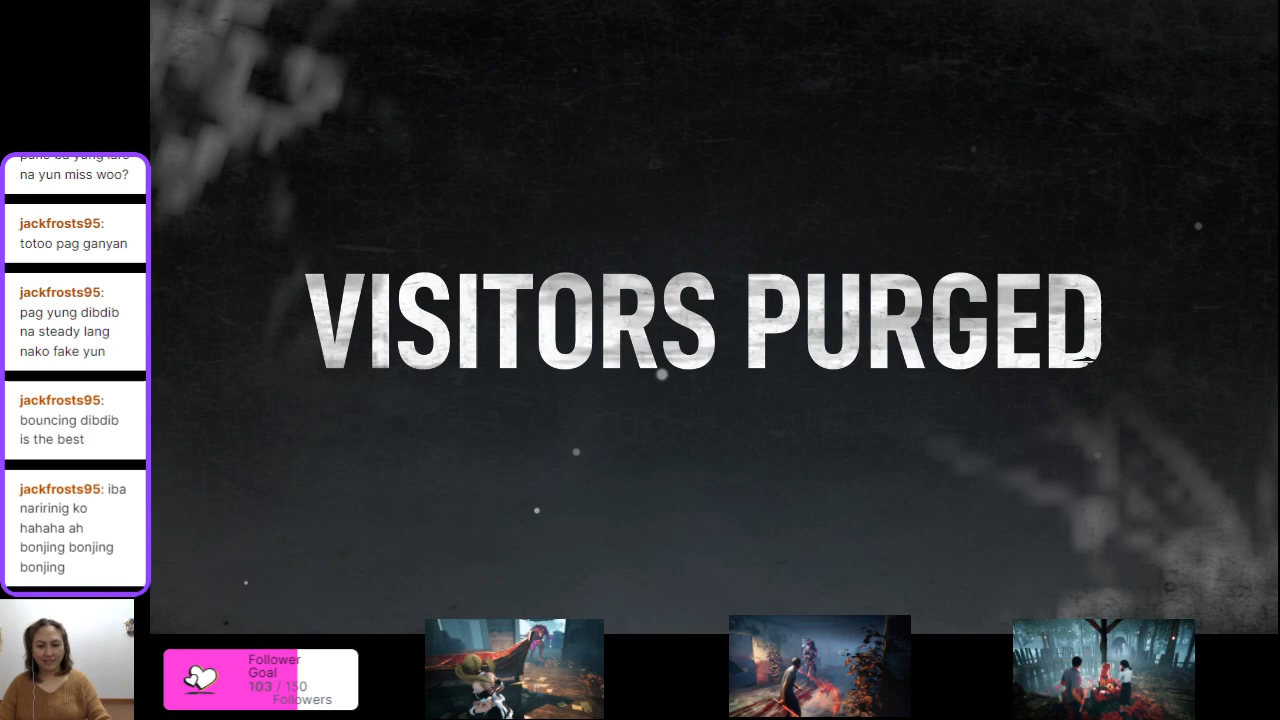 na yun miss woo?
jackfrosts95:
totoo pag ganyan
jackfrosts95:
pag yung dibdib
na steady lang
nako fake yun
jackfrosts95:
bouncing dibdib
is the best
jackfrosts95: iba
naririnig ko
hahaha ah
bonjing bonjing
bonjing
VISITORS PURGED
Follower
Goal
103 / 150
Followers